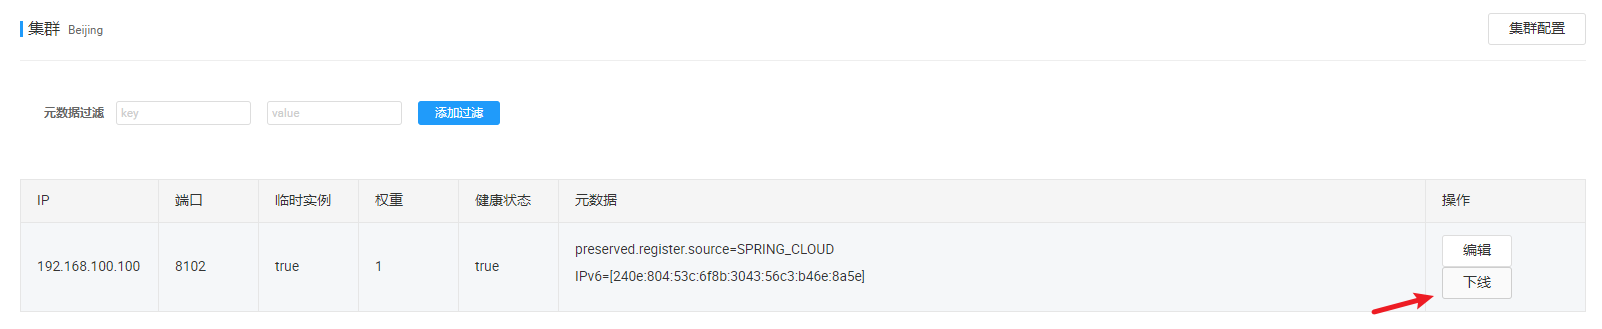 集群 Beijing
集群配置
元数据过滤 key value 添加过滤
IP 端口 临时实例 权重 健康状态 元数据 操作
192.168.100.100 8102 true 1 true
preserved.register.source=SPRING_CLOUD
IPv6=[240e:804:53c:6f8b:3043:56c3:b46e:8a5e]
编辑
下线